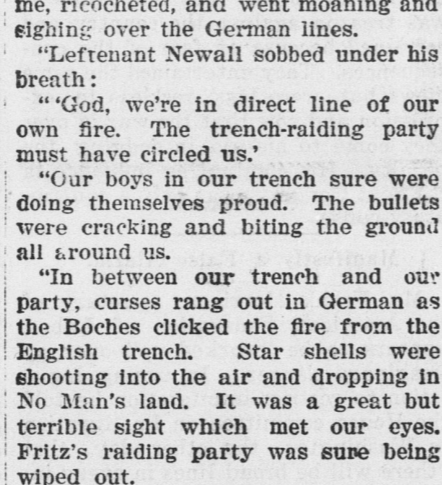 me, ricocheted, and went moaning and
sighing over the German lines.
"Leftenant Newall sobbed under his
breath:
"'God, we're in direct line of our
own fire. The trench-raiding party
must have circled us.'
"Our boys in our trench sure were
doing themselves proud. The bullets
were cracking and biting the ground
all around us.
"In between our trench and our
party, curses rang out in German as
the Boches clicked the fire from the
English trench. Star shells were
shooting into the air and dropping in
No Man's land. It was a great but
terrible sight which met our eyes.
Fritz's raiding party was sure being
wiped out.